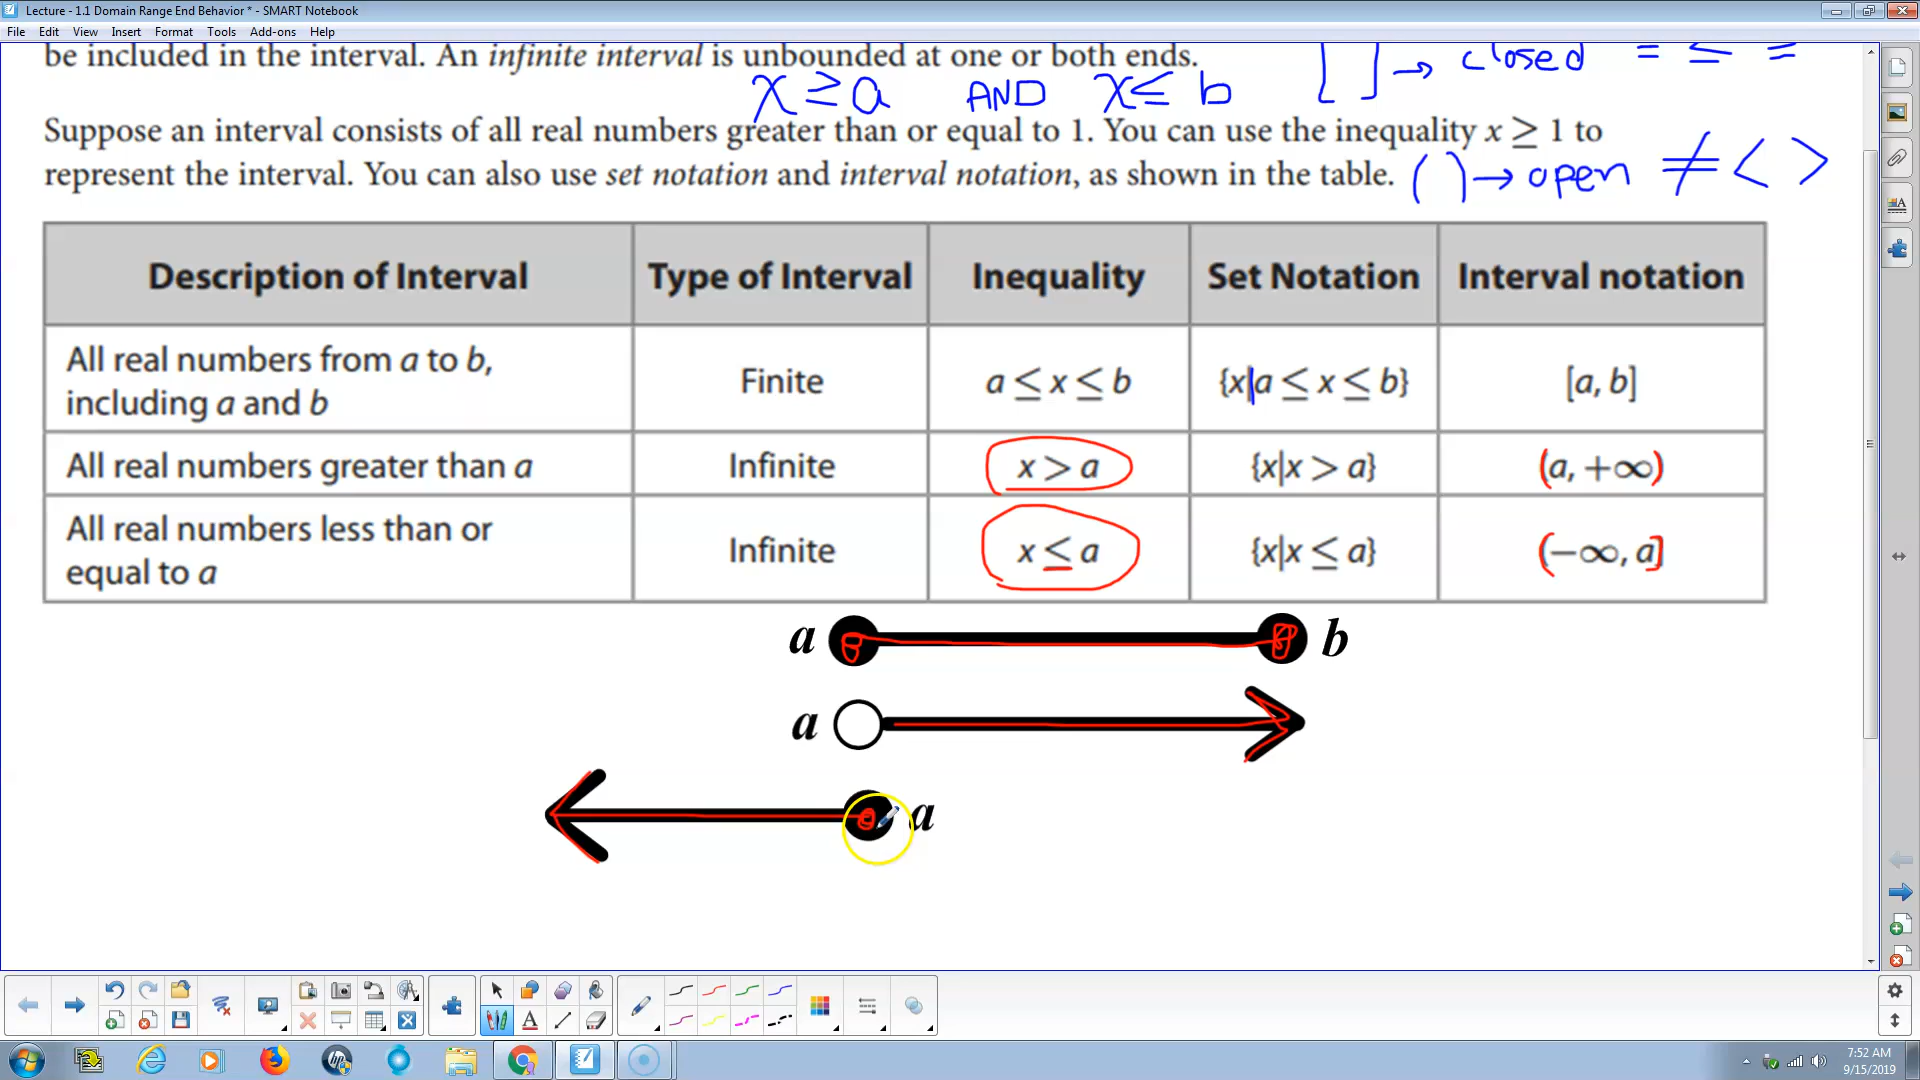 Lecture - 1.1 Domain Range End Behavior * - SMART Notebook
File Edit View Insert Format Tools Add-ons Help
be included in the interval. An infinite interval is unbounded at one or both ends.
[ ] → closed = ≤ ≥
x ≥ a AND x ≤ b
Suppose an interval consists of all real numbers greater than or equal to 1. You can use the inequality x ≥ 1 to
represent the interval. You can also use set notation and interval notation, as shown in the table.
( ) → open ≠ < >
Description of Interval Type of Interval Inequality Set Notation Interval notation
All real numbers from a to b,
including a and b
Finite a ≤ x ≤ b {x|a ≤ x ≤ b} [a, b]
All real numbers greater than a Infinite x > a {x|x > a} (a, +∞)
All real numbers less than or
equal to a
Infinite x ≤ a {x|x ≤ a} (−∞, a]
a b
a
a
7:52 AM
9/15/2019